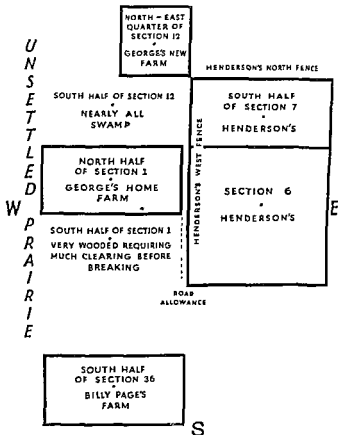 NORTH - EAST
QUARTER OF
SECTION 12
GEORGE'S NEW
FARM
HENDERSON'S NORTH FENCE
SOUTH HALF OF SECTION 12
NEARLY ALL
SWAMP
SOUTH HALF
OF SECTION 7
HENDERSON'S
HENDERSON'S WEST FENCE
UNSETTLED PRAIRIE
NORTH HALF
OF SECTION 1
GEORGE'S HOME
FARM
SECTION 6
HENDERSON'S
W
E
SOUTH HALF OF SECTION 1
VERY WOODED REQUIRING
MUCH CLEARING BEFORE
BREAKING
ROAD
ALLOWANCE
SOUTH HALF
OF SECTION 36
BILLY PAGE'S
FARM
S